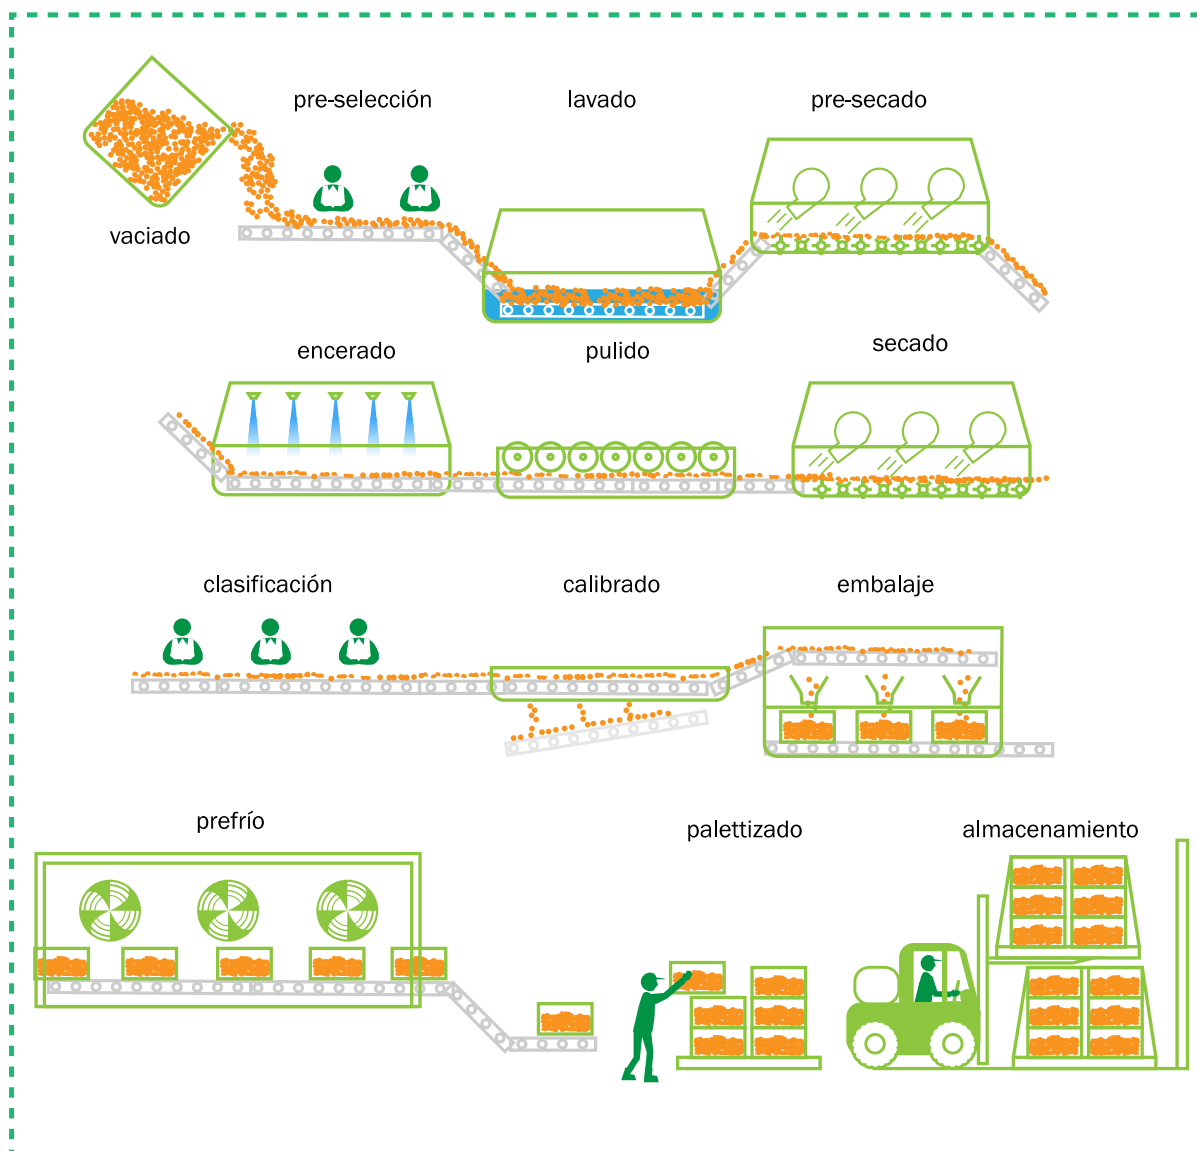 pre-selección
lavado
pre-secado
vaciado
encerado
pulido
secado
clasificación
calibrado
embalaje
prefrío
palettizado
almacenamiento